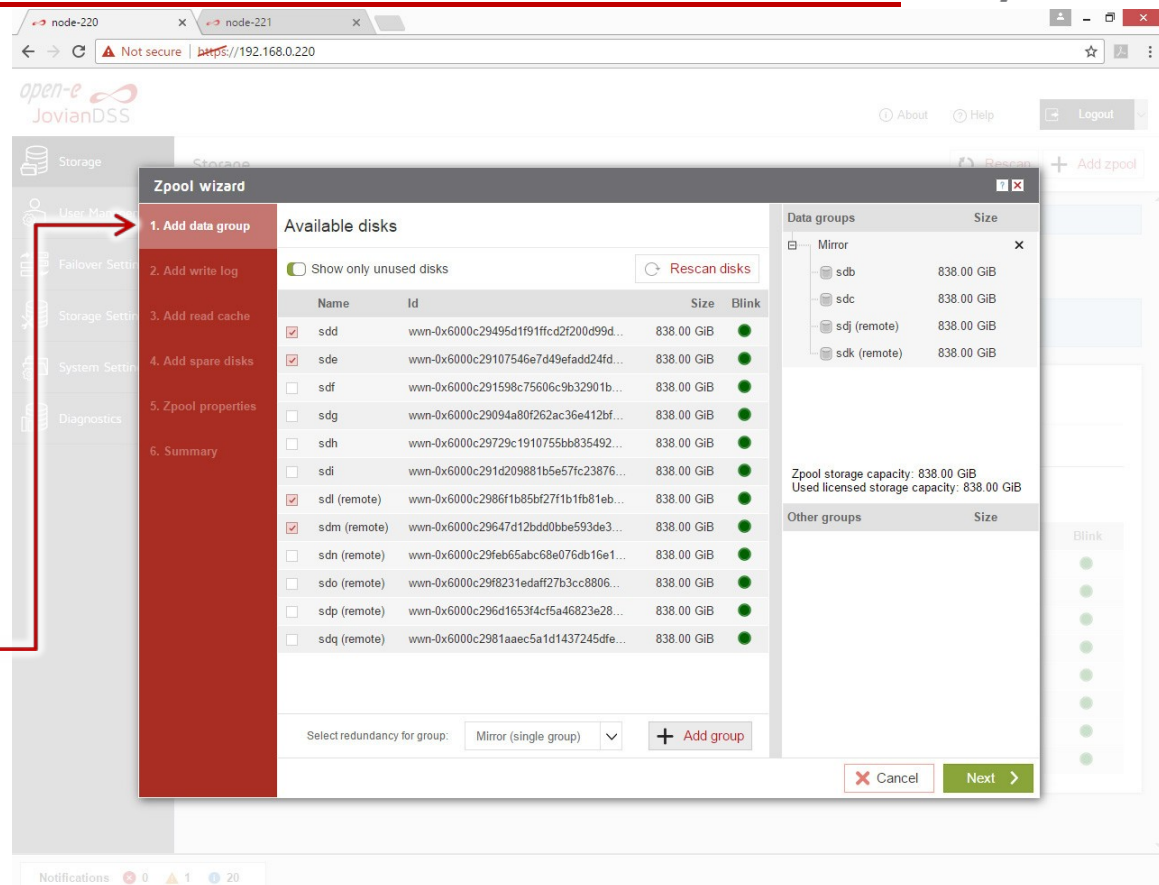 node-220
node-221
Not secure | https://192.168.0.220
open-e
JovianDSS
About
Help
Logout
Storage
Storage
Rescan
Add zpool
Zpool wizard
User Ma
1. Add data group
Available disks
Data groups Size
Mirror
Failover Settin
2. Add write log
Show only unused disks
Rescan disks
sdb 838.00 GiB
Name Id Size Blink
sdc 838.00 GiB
Storage Settin
3. Add read cache
sdd wwn-0x6000c29495d1f91ffcd2f200d99d... 838.00 GiB
sdj (remote) 838.00 GiB
System Settin
4. Add spare disks
sde wwn-0x6000c29107546e7d49efadd24fd... 838.00 GiB
sdk (remote) 838.00 GiB
sdf wwn-0x6000c291598c75606c9b32901b... 838.00 GiB
Diagnostics
5. Zpool properties
sdg wwn-0x6000c29094a80f262ac36e412bf... 838.00 GiB
6. Summary
sdh wwn-0x6000c29729c1910755bb835492... 838.00 GiB
sdi wwn-0x6000c291d209881b5e57fc23876... 838.00 GiB
Zpool storage capacity: 838.00 GiB
Used licensed storage capacity: 838.00 GiB
sdl (remote) wwn-0x6000c2986f1b85bf27f1b1fb81eb... 838.00 GiB
Other groups Size
sdm (remote) wwn-0x6000c29647d12bdd0bbe593de3... 838.00 GiB
Blink
sdn (remote) wwn-0x6000c29feb65abc68e076db16e1... 838.00 GiB
sdo (remote) wwn-0x6000c29f8231edaff27b3cc8806... 838.00 GiB
sdp (remote) wwn-0x6000c296d1653f4cf5a46823e28... 838.00 GiB
sdq (remote) wwn-0x6000c2981aaec5a1d1437245dfe... 838.00 GiB
Select redundancy for group:
Mirror (single group)
Add group
Cancel
Next
Notifications 0 1 20